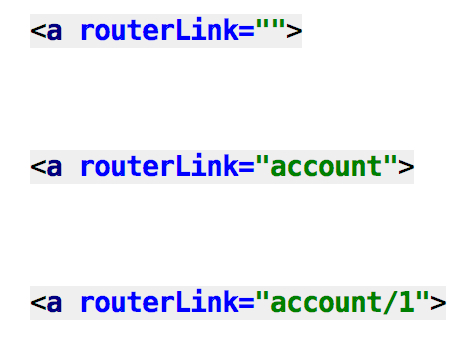 <a routerLink="">
<a routerLink="account">
<a routerLink="account/1">